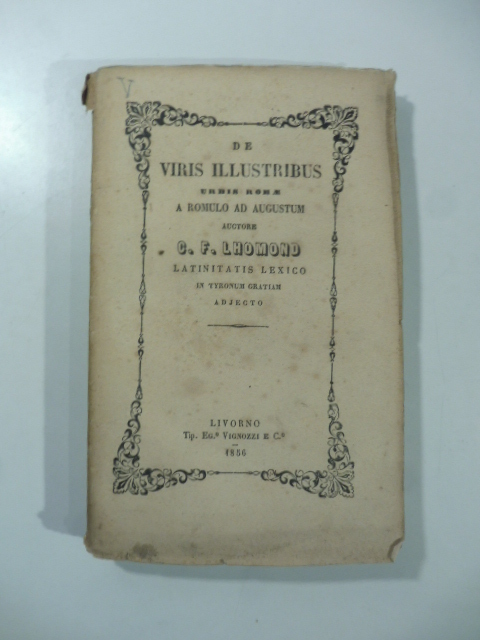 V
DE
VIRIS ILLUSTRIBUS
URBIS ROMÆ
A ROMULO AD AUGUSTUM
AUCTORE
C. F. LHOMOND
LATINITATIS LEXICO
IN TYRONUM GRATIAM
ADJECTO
LIVORNO
Tip. Eg.ª Vignozzi e C.ª
1856